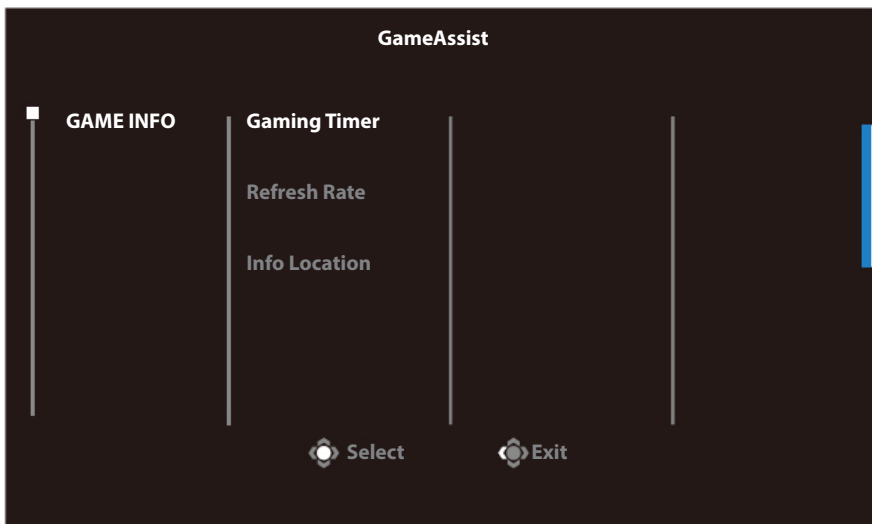 GameAssist
GAME INFO
Gaming Timer
Refresh Rate
Info Location
Select
Exit